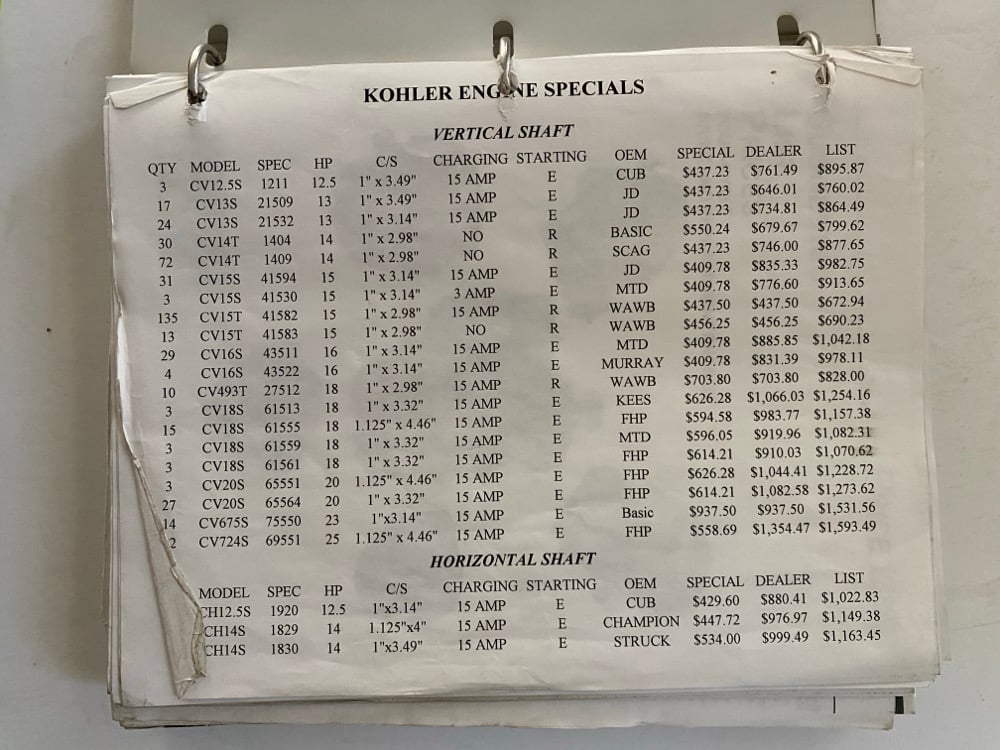 KOHLER ENGINE SPECIALS
VERTICAL SHAFT
QTY MODEL SPEC HP C/S CHARGING STARTING OEM SPECIAL DEALER LIST
3 CV12.5S 1211 12.5 1" x 3.49" 15 AMP E CUB $437.23 $761.49 $895.87
17 CV13S 21509 13 1" x 3.49" 15 AMP E JD $437.23 $646.01 $760.02
24 CV13S 21532 13 1" x 3.14" 15 AMP E JD $437.23 $734.81 $864.49
30 CV14T 1404 14 1" x 2.98" NO R BASIC $550.24 $679.67 $799.62
72 CV14T 1409 14 1" x 2.98" NO R SCAG $437.23 $746.00 $877.65
31 CV15S 41594 15 1" x 3.14" 15 AMP E JD $409.78 $835.33 $982.75
3 CV15S 41530 15 1" x 3.14" 3 AMP E MTD $409.78 $776.60 $913.65
135 CV15T 41582 15 1" x 2.98" 15 AMP R WAWB $437.50 $437.50 $672.94
13 CV15T 41583 15 1" x 2.98" NO R WAWB $456.25 $456.25 $690.23
29 CV16S 43511 16 1" x 3.14" 15 AMP E MTD $409.78 $885.85 $1,042.18
4 CV16S 43522 16 1" x 3.14" 15 AMP E MURRAY $409.78 $831.39 $978.11
10 CV493T 27512 18 1" x 2.98" 15 AMP R WAWB $703.80 $703.80 $828.00
3 CV18S 61513 18 1" x 3.32" 15 AMP E KEES $626.28 $1,066.03 $1,254.16
15 CV18S 61555 18 1.125" x 4.46" 15 AMP E FHP $594.58 $983.77 $1,157.38
3 CV18S 61559 18 1" x 3.32" 15 AMP E MTD $596.05 $919.96 $1,082.31
3 CV18S 61561 18 1" x 3.32" 15 AMP E FHP $614.21 $910.03 $1,070.62
3 CV20S 65551 20 1.125" x 4.46" 15 AMP E FHP $626.28 $1,044.41 $1,228.72
27 CV20S 65564 20 1" x 3.32" 15 AMP E FHP $614.21 $1,082.58 $1,273.62
14 CV675S 75550 23 1"x3.14" 15 AMP E Basic $937.50 $937.50 $1,531.56
2 CV724S 69551 25 1.125" x 4.46" 15 AMP E FHP $558.69 $1,354.47 $1,593.49
HORIZONTAL SHAFT
MODEL SPEC HP C/S CHARGING STARTING OEM SPECIAL DEALER LIST
CH12.5S 1920 12.5 1"x3.14" 15 AMP E CUB $429.60 $880.41 $1,022.83
CH14S 1829 14 1.125"x4" 15 AMP E CHAMPION $447.72 $976.97 $1,149.38
CH14S 1830 14 1"x3.49" 15 AMP E STRUCK $534.00 $999.49 $1,163.45